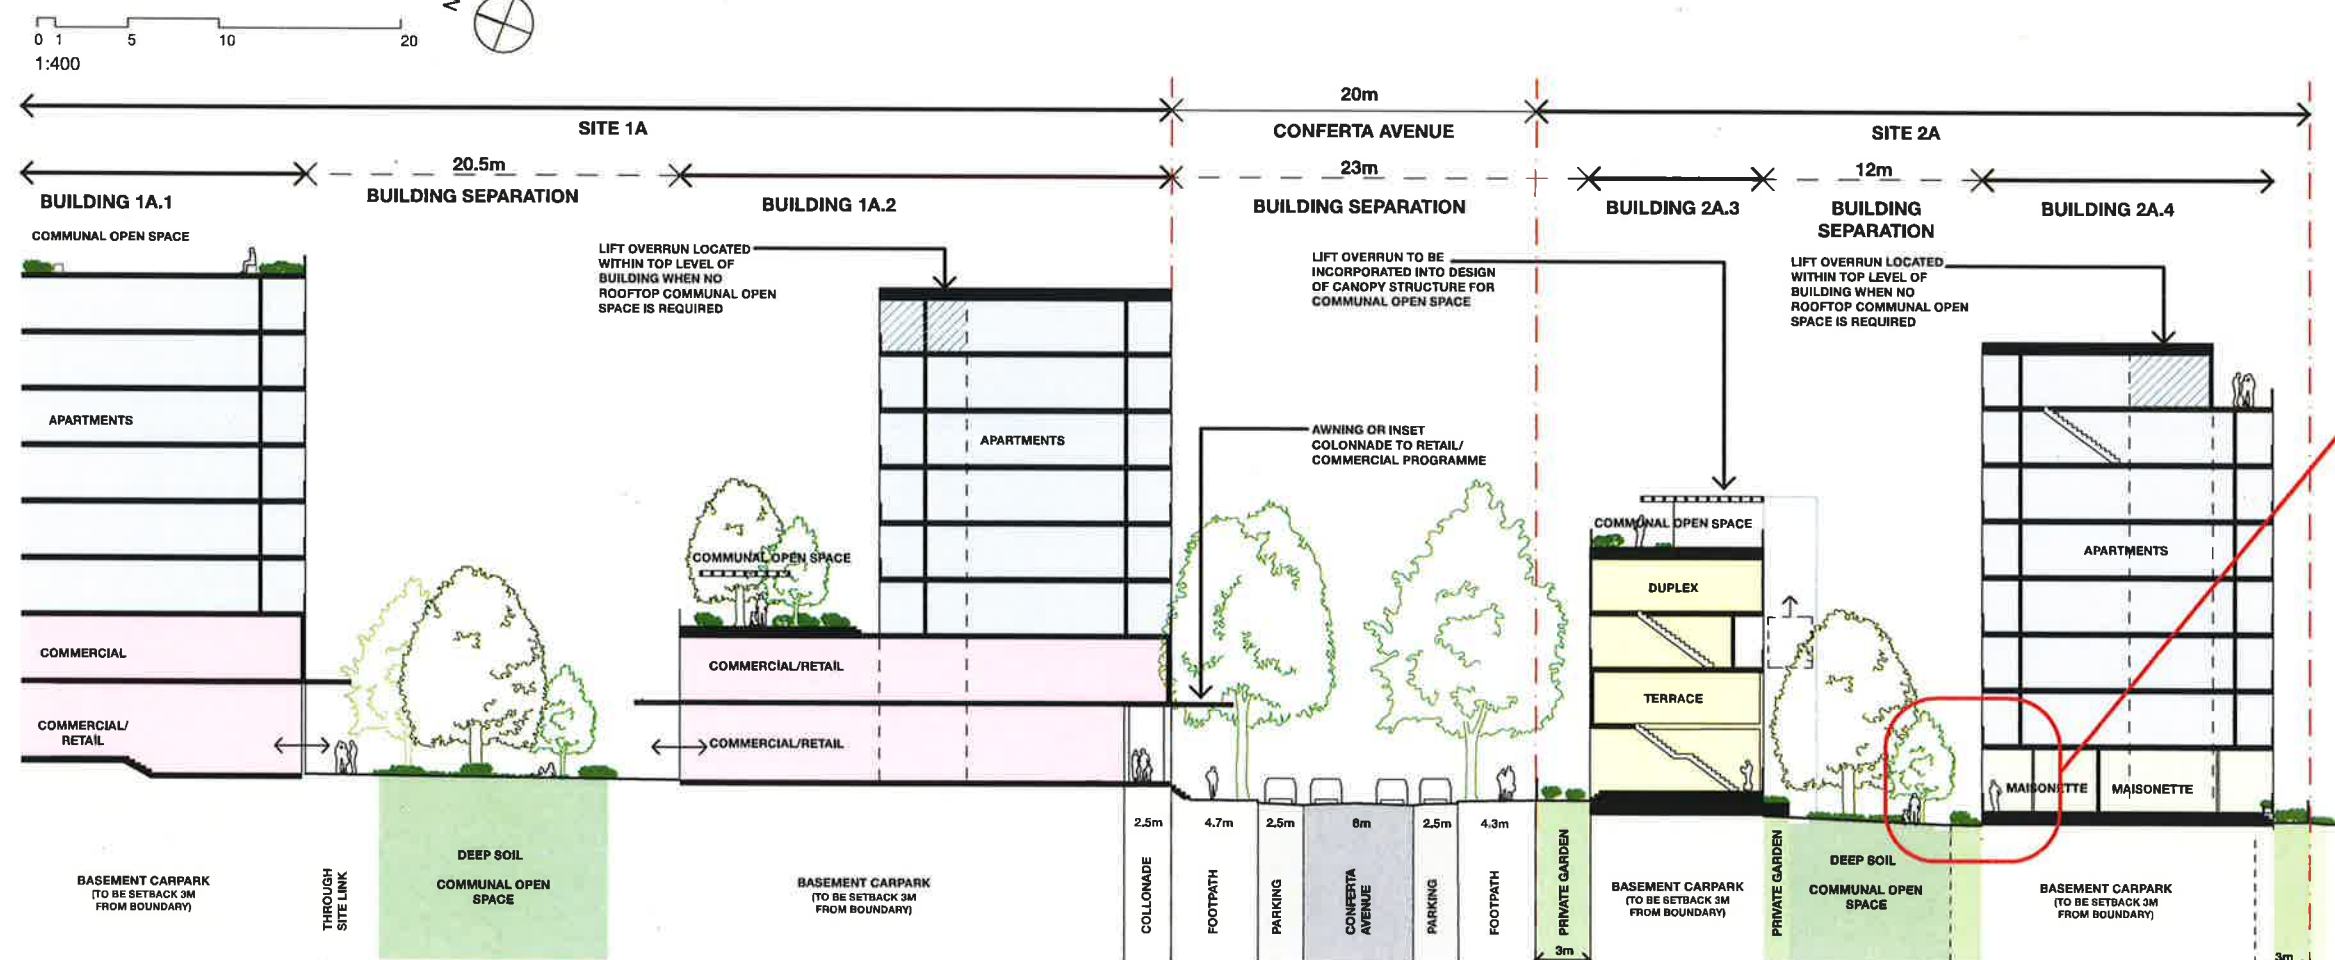 0 1 5 10 20
1:400
20m
SITE 1A
CONFERTA AVENUE
SITE 2A
20.5m
23m
12m
BUILDING 1A.1
BUILDING SEPARATION
BUILDING 1A.2
BUILDING SEPARATION
BUILDING 2A.3
BUILDING
SEPARATION
BUILDING 2A.4
COMMUNAL OPEN SPACE
LIFT OVERRUN LOCATED
WITHIN TOP LEVEL OF
BUILDING WHEN NO
ROOFTOP COMMUNAL OPEN
SPACE IS REQUIRED
LIFT OVERRUN TO BE
INCORPORATED INTO DESIGN
OF CANOPY STRUCTURE FOR
COMMUNAL OPEN SPACE
LIFT OVERRUN LOCATED
WITHIN TOP LEVEL OF
BUILDING WHEN NO
ROOFTOP COMMUNAL OPEN
SPACE IS REQUIRED
APARTMENTS
APARTMENTS
AWNING OR INSET
COLONNADE TO RETAIL/
COMMERCIAL PROGRAMME
COMMUNAL OPEN SPACE
COMMUNAL OPEN SPACE
APARTMENTS
DUPLEX
COMMERCIAL
COMMERCIAL/RETAIL
TERRACE
COMMERCIAL/
RETAIL
COMMERCIAL/RETAIL
MAISONETTE
MAISONETTE
2.5m
4.7m
2.5m
6m
2.5m
4.3m
BASEMENT CARPARK
(TO BE SETBACK 3M
FROM BOUNDARY)
THROUGH
SITE LINK
DEEP SOIL
COMMUNAL OPEN
SPACE
BASEMENT CARPARK
(TO BE SETBACK 3M
FROM BOUNDARY)
COLLONADE
FOOTPATH
PARKING
CONFERTA
AVENUE
PARKING
FOOTPATH
PRIVATE GARDEN
BASEMENT CARPARK
(TO BE SETBACK 3M
FROM BOUNDARY)
PRIVATE GARDEN
DEEP SOIL
COMMUNAL OPEN
SPACE
BASEMENT CARPARK
(TO BE SETBACK 3M
FROM BOUNDARY)
3m
3m